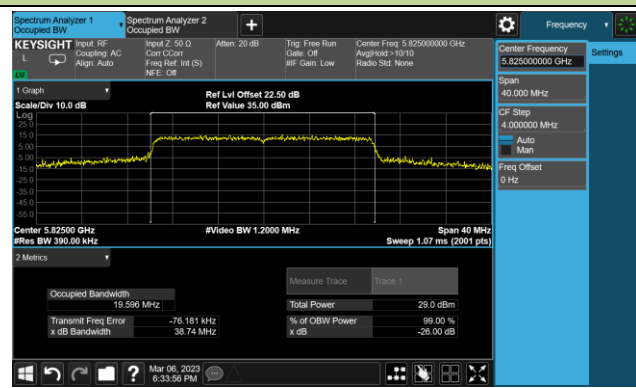 Spectrum Analyzer 1
Occupied BW
Spectrum Analyzer 2
Occupied BW
Frequency
KEYSIGHT
L
Input: RF
Coupling: AC
Align: Auto
Input Z: 50 Ω
Corr CCorr
Freq Ref: Int (S)
NFE: Off
Atten: 20 dB
Trig: Free Run
Gate: Off
#IF Gain: Low
Center Freq: 5.825000000 GHz
Avg|Hold:>10/10
Radio Std: None
Center Frequency
5.825000000 GHz
Settings
Span
40.000 MHz
CF Step
4.000000 MHz
Auto
Man
Freq Offset
0 Hz
1 Graph
Scale/Div 10.0 dB
Ref Lvl Offset 22.50 dB
Ref Value 35.00 dBm
Log
25.0
15.0
5.00
-5.00
-15.0
-25.0
-35.0
-45.0
-55.0
Center 5.82500 GHz
#Res BW 390.00 kHz
#Video BW 1.2000 MHz
Span 40 MHz
Sweep 1.07 ms (2001 pts)
2 Metrics
Measure Trace
Trace 1
Occupied Bandwidth
19.596 MHz
Total Power
29.0 dBm
Transmit Freq Error
-76.181 kHz
% of OBW Power
99.00 %
x dB Bandwidth
38.74 MHz
x dB
-26.00 dB
?
Mar 06, 2023
6:33:56 PM